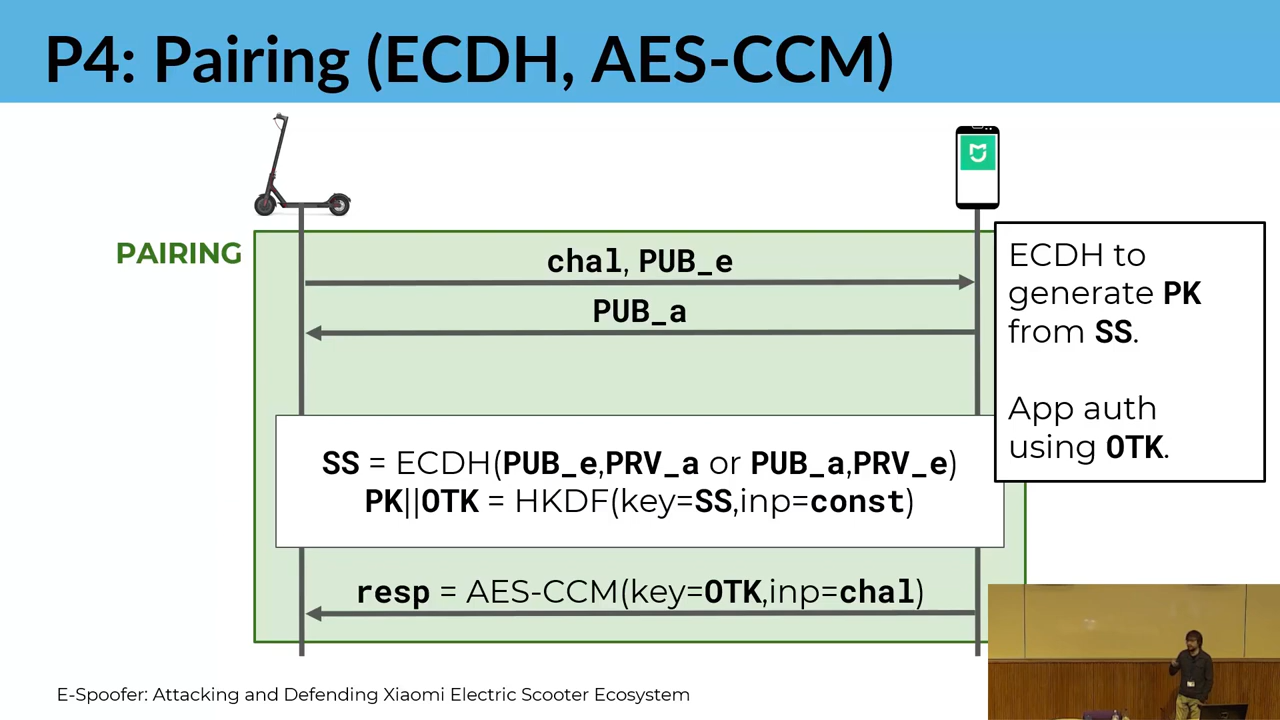 P4: Pairing (ECDH, AES-CCM)
PAIRING
chal, PUB_e
PUB_a
SS = ECDH(PUB_e,PRV_a or PUB_a,PRV_e)
PK||OTK = HKDF(key=SS,inp=const)
resp = AES-CCM(key=OTK,inp=chal)
ECDH to
generate PK
from SS.
App auth
using OTK.
E-Spoofer: Attacking and Defending Xiaomi Electric Scooter Ecosystem